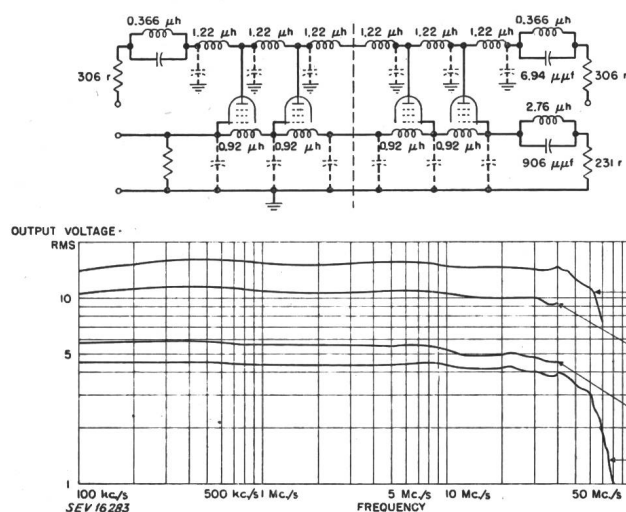 0.366 μh 1.22 μh 1.22 μh 1.22 μh 1.22 μh 1.22 μh 1.22 μh 0.366 μh
306 r 6.94 μμf 306 r
2.76 μh
0.92 μh 0.92 μh 0.92 μh 0.92 μh 906 μμf 231 r
OUTPUT VOLTAGE·
RMS
10
5
1
100 kc./s 500 kc./s 1 Mc./s 5 Mc./s 10 Mc./s 50 Mc./s
SEV 16283 FREQUENCY